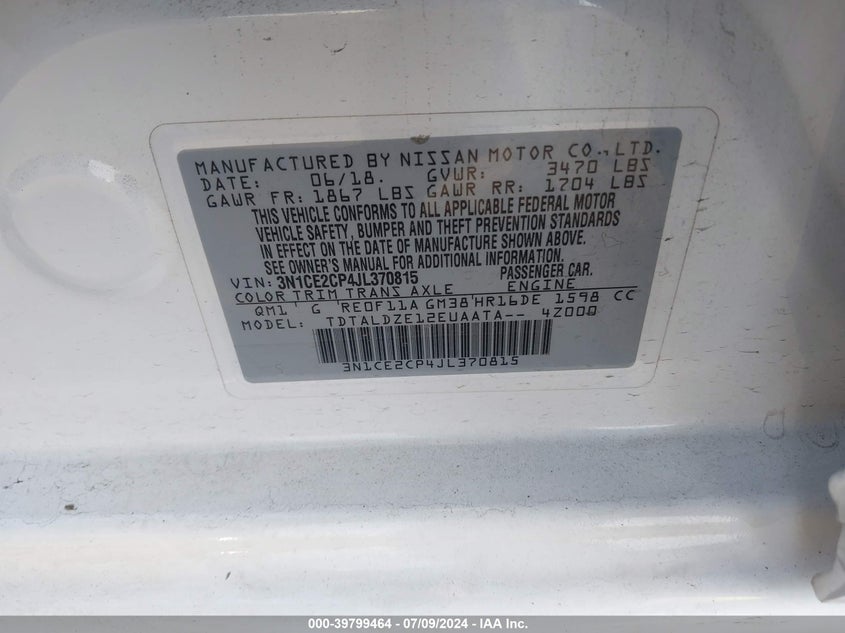 MANUFACTURED BY NISSAN MOTOR CO., LTD.
DATE: 06/18. GVWR: 3470 LBS
GAWR FR: 1867 LBS GAWR RR: 1704 LBS
THIS VEHICLE CONFORMS TO ALL APPLICABLE FEDERAL MOTOR
VEHICLE SAFETY, BUMPER AND THEFT PREVENTION STANDARDS
IN EFFECT ON THE DATE OF MANUFACTURE SHOWN ABOVE.
SEE OWNER'S MANUAL FOR ADDITIONAL INFORMATION.
VIN: 3N1CE2CP4JL370815 PASSENGER CAR.
COLOR TRIM TRANS AXLE ENGINE
QM1' G 'RE0F11A GM38'HR16DE 1598 CC
MODEL: TDTALDZE12EUAATA-- 4Z000
3N1CE2CP4JL370815
000-39799464 / 07/09/2024 - IAA Inc.